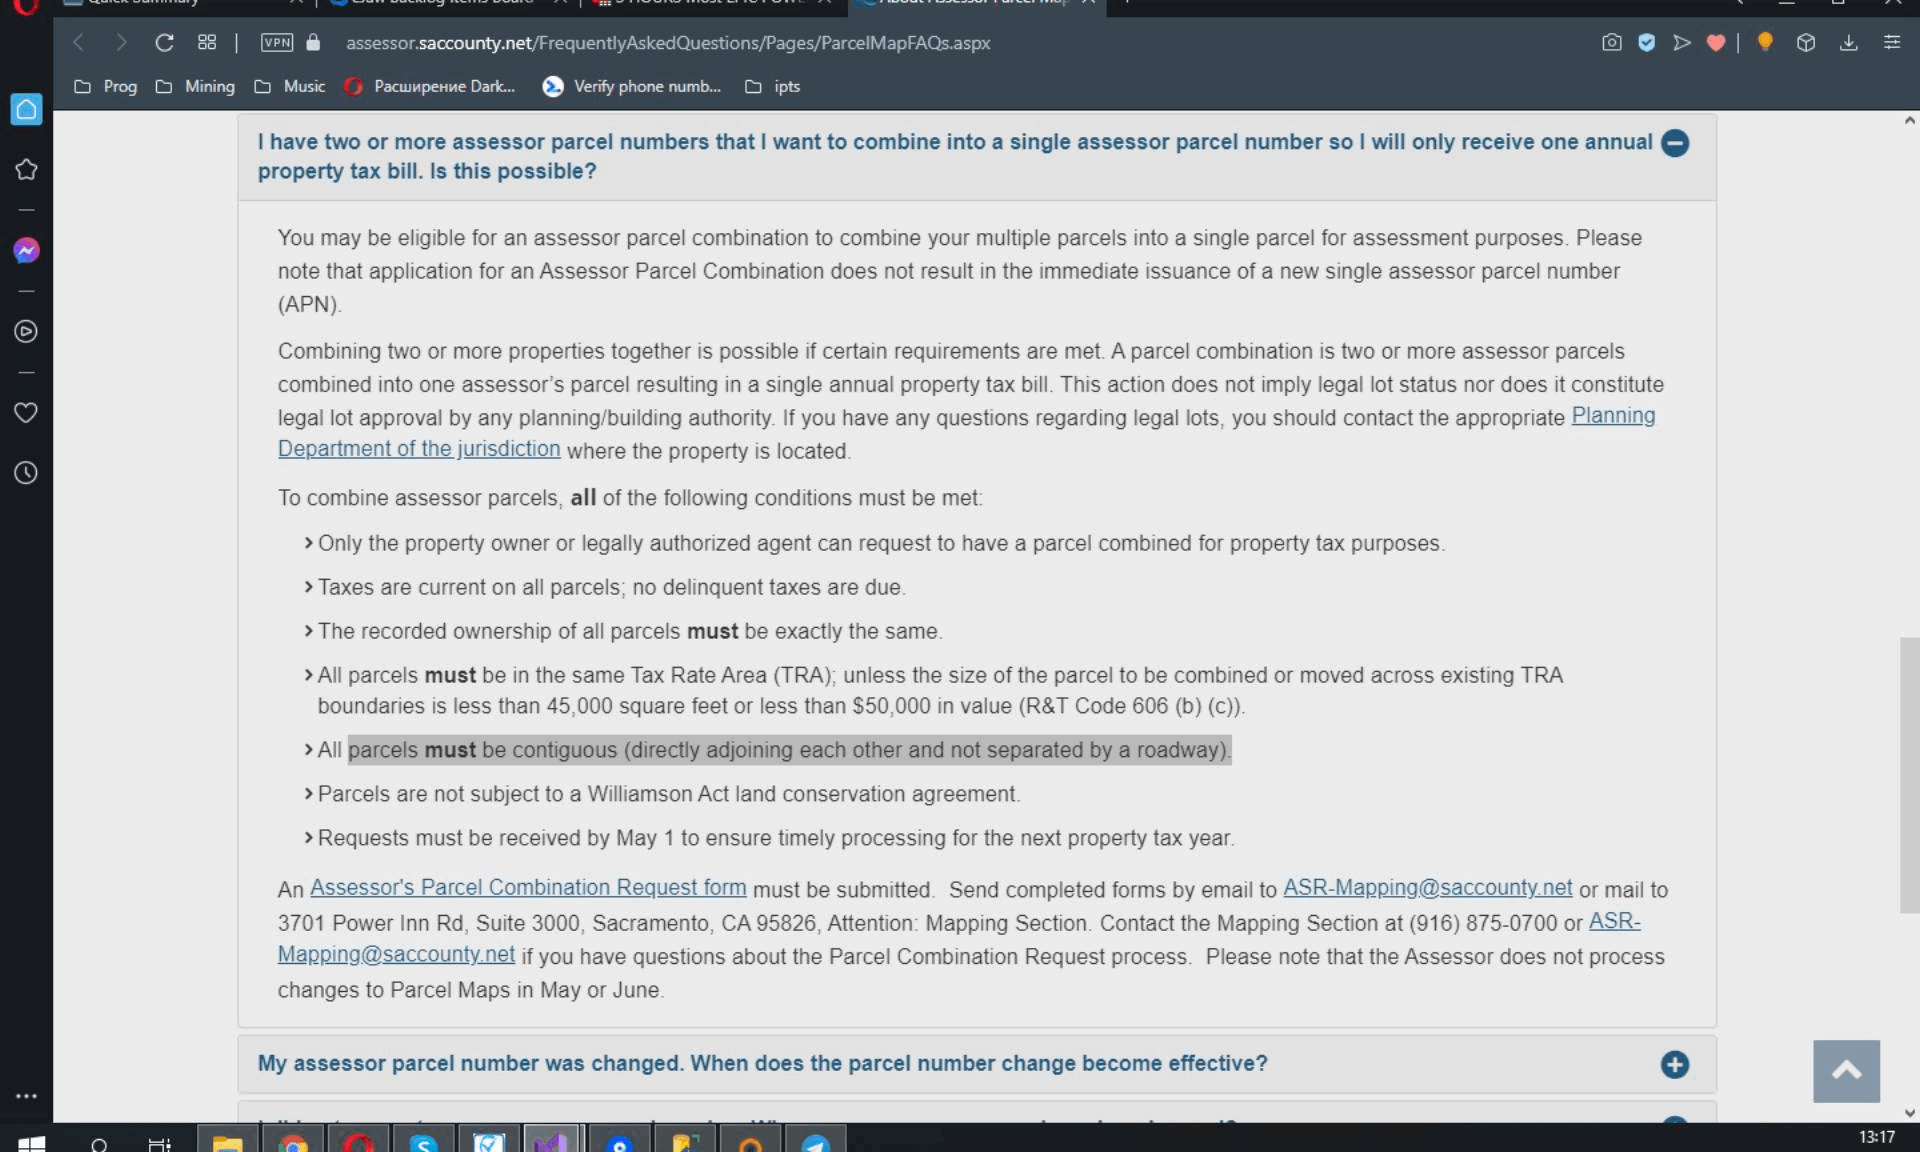 Quick Summary
About Assessor Parcel Map
VPN
assessor.saccounty.net/FrequentlyAskedQuestions/Pages/ParcelMapFAQs.aspx
Prog
Mining
Music
Расширение Dark...
Verify phone numb...
ipts
I have two or more assessor parcel numbers that I want to combine into a single assessor parcel number so I will only receive one annual
property tax bill. Is this possible?
You may be eligible for an assessor parcel combination to combine your multiple parcels into a single parcel for assessment purposes. Please
note that application for an Assessor Parcel Combination does not result in the immediate issuance of a new single assessor parcel number
(APN).
Combining two or more properties together is possible if certain requirements are met. A parcel combination is two or more assessor parcels
combined into one assessor’s parcel resulting in a single annual property tax bill. This action does not imply legal lot status nor does it constitute
legal lot approval by any planning/building authority. If you have any questions regarding legal lots, you should contact the appropriate Planning
Department of the jurisdiction where the property is located.
To combine assessor parcels, all of the following conditions must be met:
Only the property owner or legally authorized agent can request to have a parcel combined for property tax purposes.
Taxes are current on all parcels; no delinquent taxes are due.
The recorded ownership of all parcels must be exactly the same.
All parcels must be in the same Tax Rate Area (TRA); unless the size of the parcel to be combined or moved across existing TRA
boundaries is less than 45,000 square feet or less than $50,000 in value (R&T Code 606 (b) (c)).
All parcels must be contiguous (directly adjoining each other and not separated by a roadway).
Parcels are not subject to a Williamson Act land conservation agreement.
Requests must be received by May 1 to ensure timely processing for the next property tax year.
An Assessor's Parcel Combination Request form must be submitted. Send completed forms by email to ASR-Mapping@saccounty.net or mail to
3701 Power Inn Rd, Suite 3000, Sacramento, CA 95826, Attention: Mapping Section. Contact the Mapping Section at (916) 875-0700 or ASR-
Mapping@saccounty.net if you have questions about the Parcel Combination Request process. Please note that the Assessor does not process
changes to Parcel Maps in May or June.
My assessor parcel number was changed. When does the parcel number change become effective?
13:17